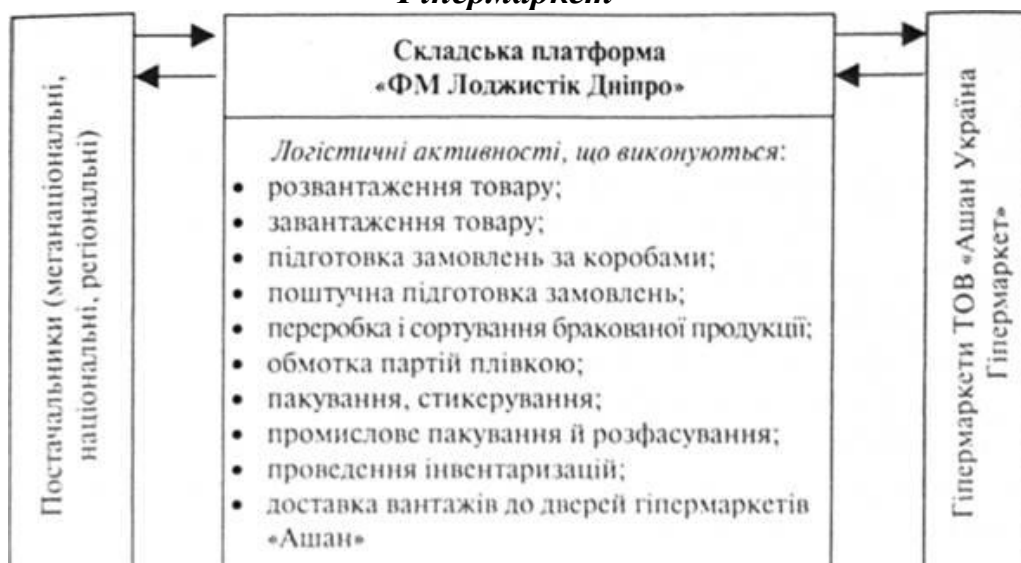 Гіпермаркет
Постачальники (меганаціональні,
національні, регіональні)
Складська платформа
«ФМ Лоджистік Дніпро»
Логістичні активності, що виконуються:
• розвантаження товару;
• завантаження товару;
• підготовка замовлень за коробами;
• поштучна підготовка замовлень;
• переробка і сортування бракованої продукції;
• обмотка партій плівкою;
• пакування, стикерування;
• промислове пакування й розфасування;
• проведення інвентаризацій;
• доставка вантажів до дверей гіпермаркетів
«Ашан»
Гіпермаркети ТОВ «Ашан Україна
Гіпермаркет»